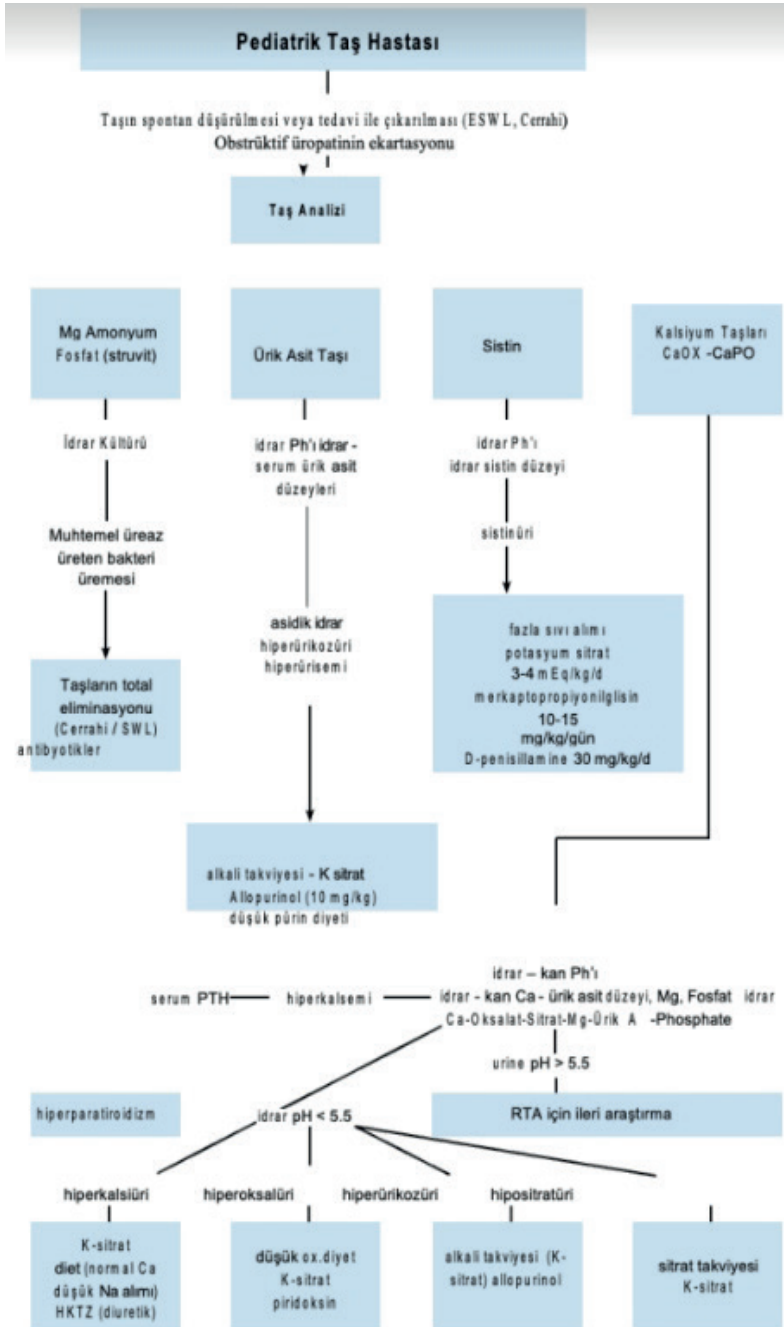 Pediatrik Taş Hastası
Taşın spontan düşürülmesi veya tedavi ile çıkarılması (ESWL, Cerrahi)
Obstrüktif üropatinin ekartasyonu
Taş Analizi
Mg Amonyum
Fosfat (struvit)
İdrar Kültürü
Muhtemel üreaz
üreten bakteri
üremesi
Taşların total
eliminasyonu
(Cerrahi / SWL)
antibyotikler
Ürik Asit Taşı
idrar Ph'ı idrar -
serum ürik asit
düzeyleri
asidik idrar
hiperürikozüri
hiperürisemi
alkali takviyesi - K sitrat
Allopurinol (10 mg/kg)
düşük pürin diyeti
Sistin
idrar Ph'ı
idrar sistin düzeyi
sistinüri
fazla sıvı alımı
potasyum sitrat
3-4 mEq/kg/d
merkaptopropiyonilglisin
10-15
mg/kg/gün
D-penisillamine 30 mg/kg/d
Kalsiyum Taşları
CaOX -CaPO
idrar – kan Ph'ı
idrar - kan Ca - ürik asit düzeyi, Mg, Fosfat idrar
Ca-Oksalat-Sitrat-Mg-Ürik A -Phosphate
serum PTH hiperkalsemi
urine pH > 5.5
hiperparatiroidizm
idrar pH < 5.5
RTA için ileri araştırma
hiperkalsiüri hiperoksalüri hiperürikozüri hipositratüri
K-sitrat
diet (normal Ca
düşük Na alımı)
HKTZ (diuretik)
düşük ox.diyet
K-sitrat
piridoksin
alkali takviyesi (K-
sitrat) allopurinol
sitrat takviyesi
K-sitrat